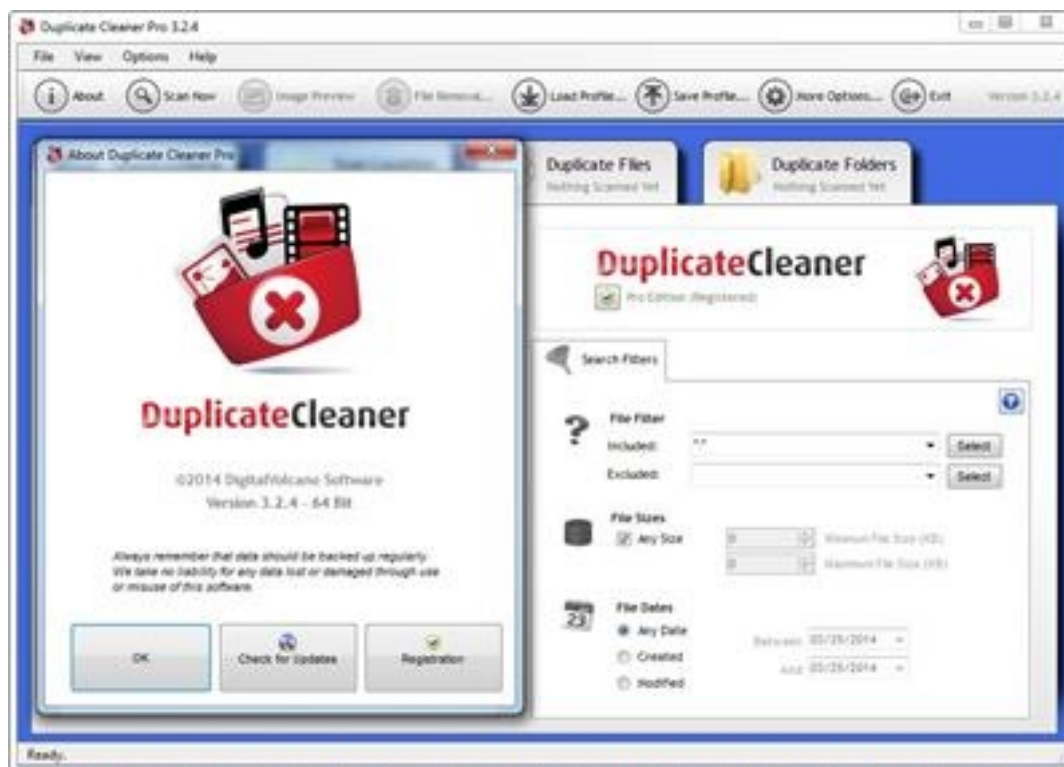 Duplicate Cleaner Pro 3.2.4
File View Options Help
About Scan Now Image Preview File Removal... Load Profile... Save Profile... More Options... Exit Version 3.2.4
About Duplicate Cleaner Pro
Duplicate Files
Nothing Scanned Yet
Duplicate Folders
Nothing Scanned Yet
DuplicateCleaner
Pro Edition (Registered)
Search Filters
File Filter
Included: *.*
Select
Excluded:
Select
File Sizes
Any Size
0 Minimum File Size (KB)
0 Maximum File Size (KB)
23
File Dates
Any Date
Created
Modified
Between 03/25/2014
And 03/25/2014
DuplicateCleaner
©2014 DigitalVolcano Software
Version 3.2.4 - 64 Bit
Always remember that data should be backed up regularly.
We take no liability for any data lost or damaged through use
or misuse of this software.
OK
Check for Updates
Registration
Ready.